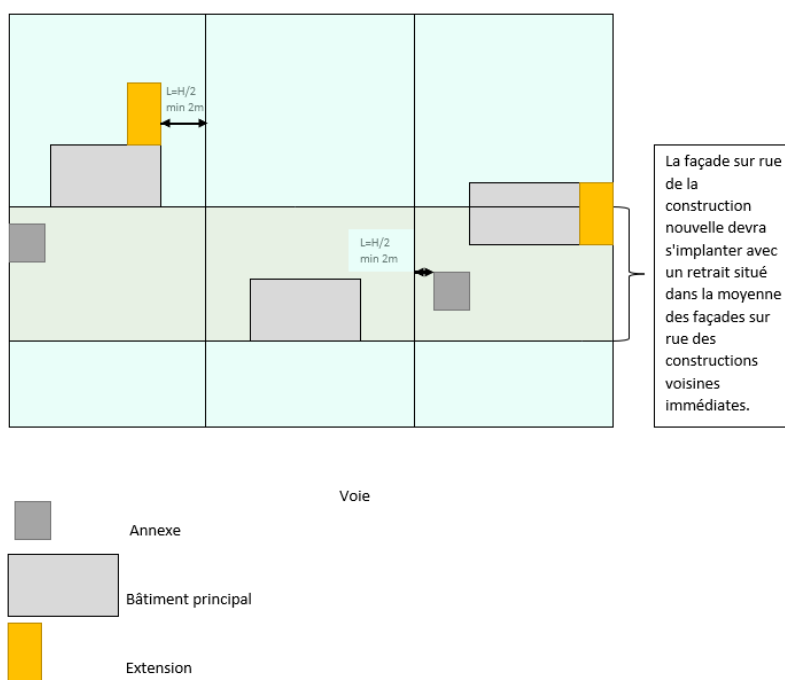 L=H/2
min 2m
L=H/2
min 2m
La façade sur rue
de la
construction
nouvelle devra
s'implanter avec
un retrait situé
dans la moyenne
des façades sur
rue des
constructions
voisines
immédiates.
Voie
Annexe
Bâtiment principal
Extension